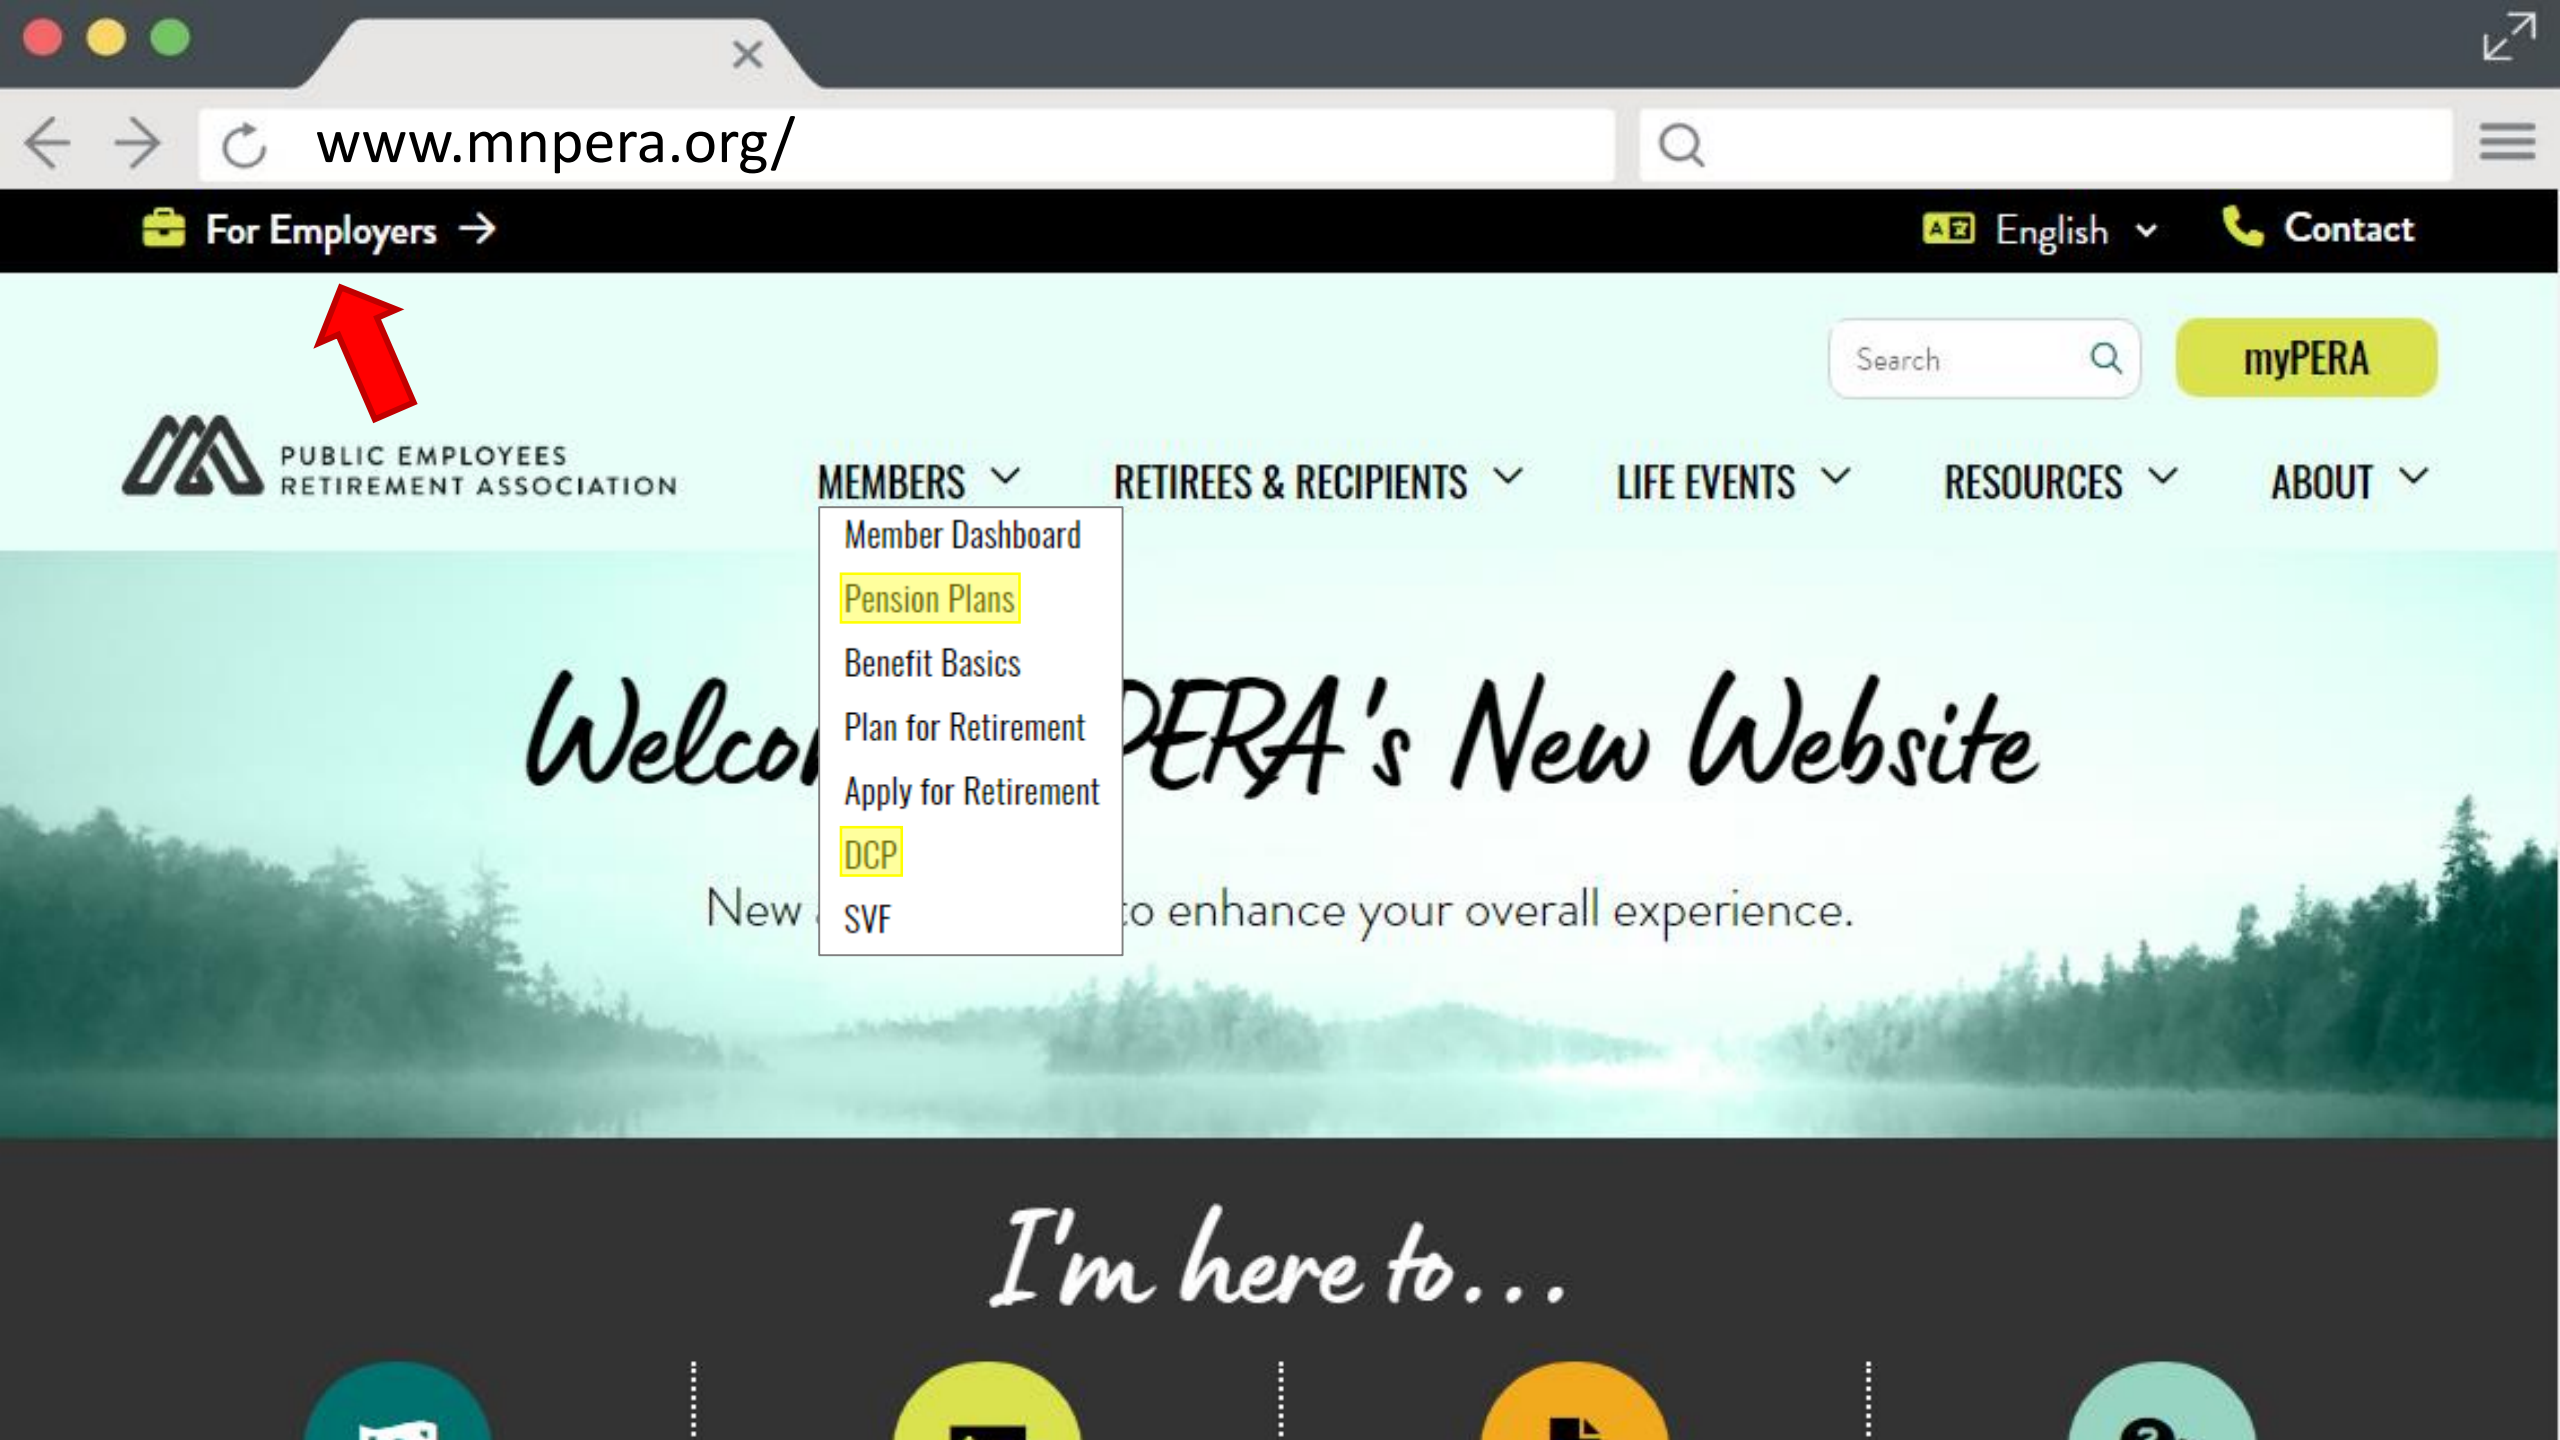 www.mnpera.org/
For Employers →
English
Contact
Search
myPERA
PUBLIC EMPLOYEES
RETIREMENT ASSOCIATION
MEMBERS
RETIREES & RECIPIENTS
LIFE EVENTS
RESOURCES
ABOUT
Member Dashboard
Pension Plans
Benefit Basics
Plan for Retirement
Apply for Retirement
DCP
SVF
PERA's New Website
New
to enhance your overall experience.
I'm here to...